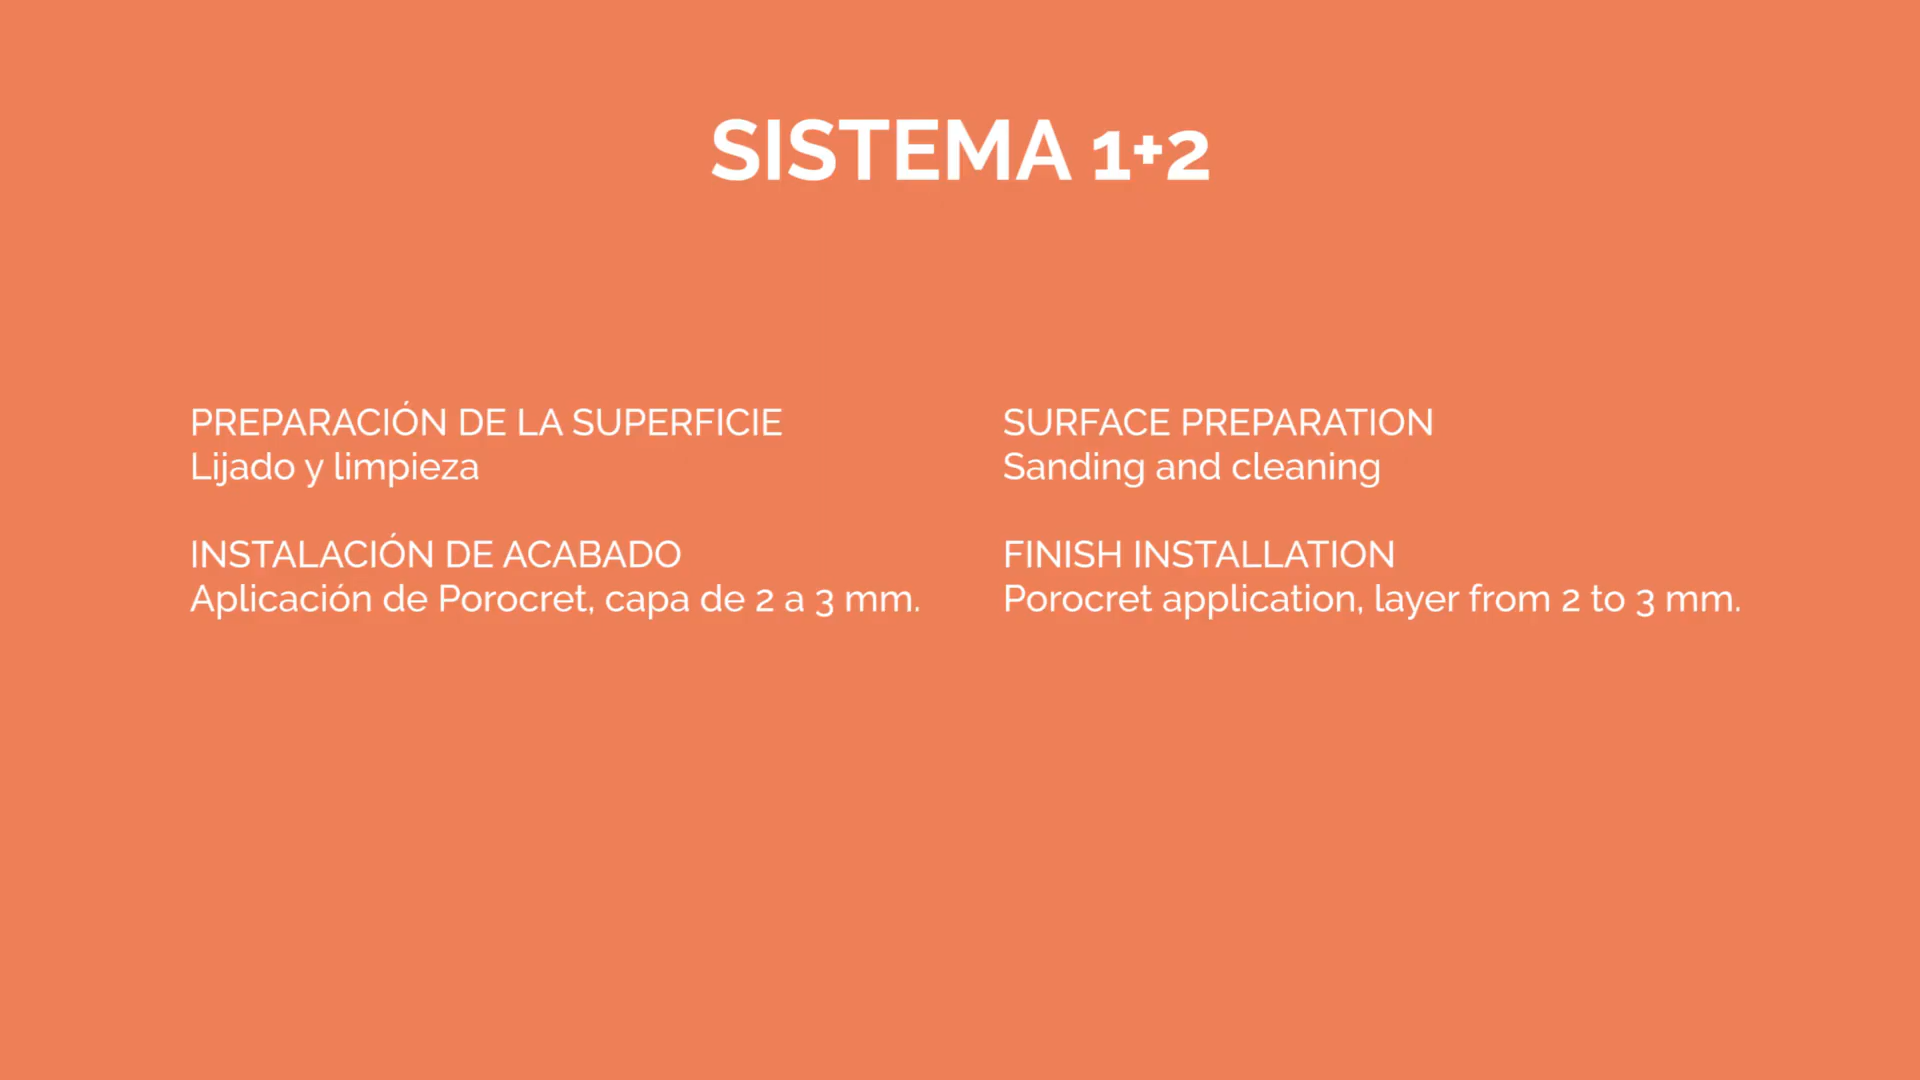 SISTEMA 1+2
PREPARACIÓN DE LA SUPERFICIE
Lijado y limpieza
INSTALACIÓN DE ACABADO
Aplicación de Porocret, capa de 2 a 3 mm.
SURFACE PREPARATION
Sanding and cleaning
FINISH INSTALLATION
Porocret application, layer from 2 to 3 mm.